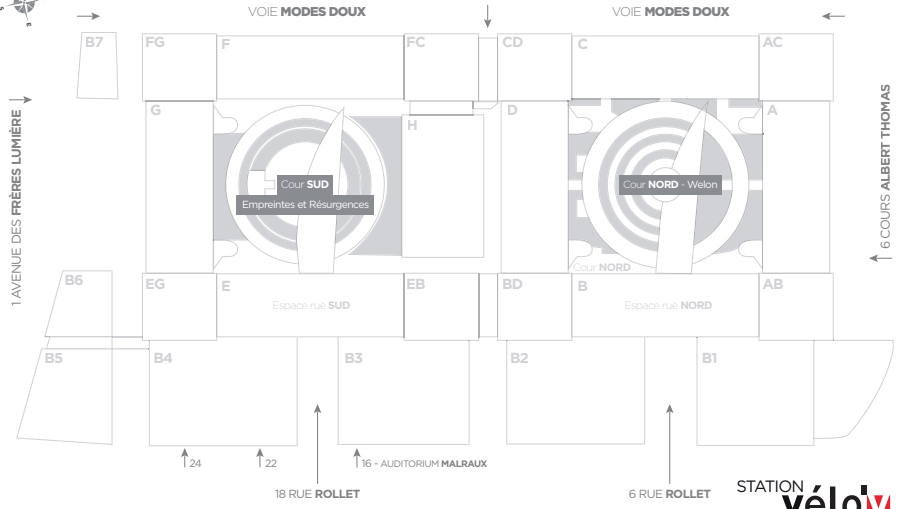 VOIE MODES DOUX
VOIE MODES DOUX
B7
FG
F
FC
CD
C
AC
G
H
D
A
1 AVENUE DES FRÈRES LUMIÈRE
6 COURS ALBERT THOMAS
Cour SUD
Empreintes et Résurgences
Cour NORD - Welon
Cour NORD
B6
EG
E
EB
BD
B
AB
Espace rue SUD
Espace rue NORD
B5
B4
B3
B2
B1
24
22
16 - AUDITORIUM MALRAUX
18 RUE ROLLET
6 RUE ROLLET
STATION
vélo'v